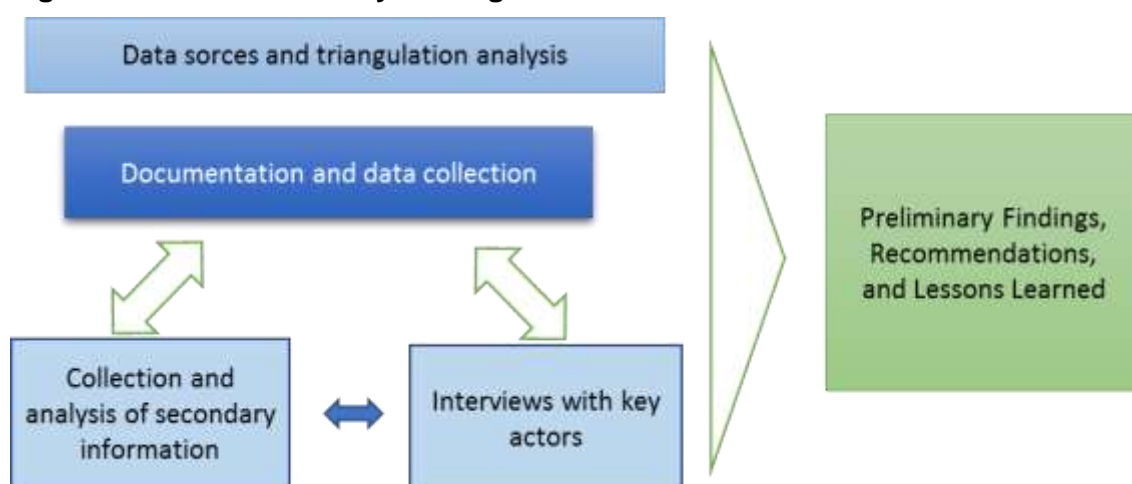 Data sorces and triangulation analysis
Documentation and data collection
Collection and
analysis of secondary
information
Interviews with key
actors
Preliminary Findings,
Recommendations,
and Lessons Learned